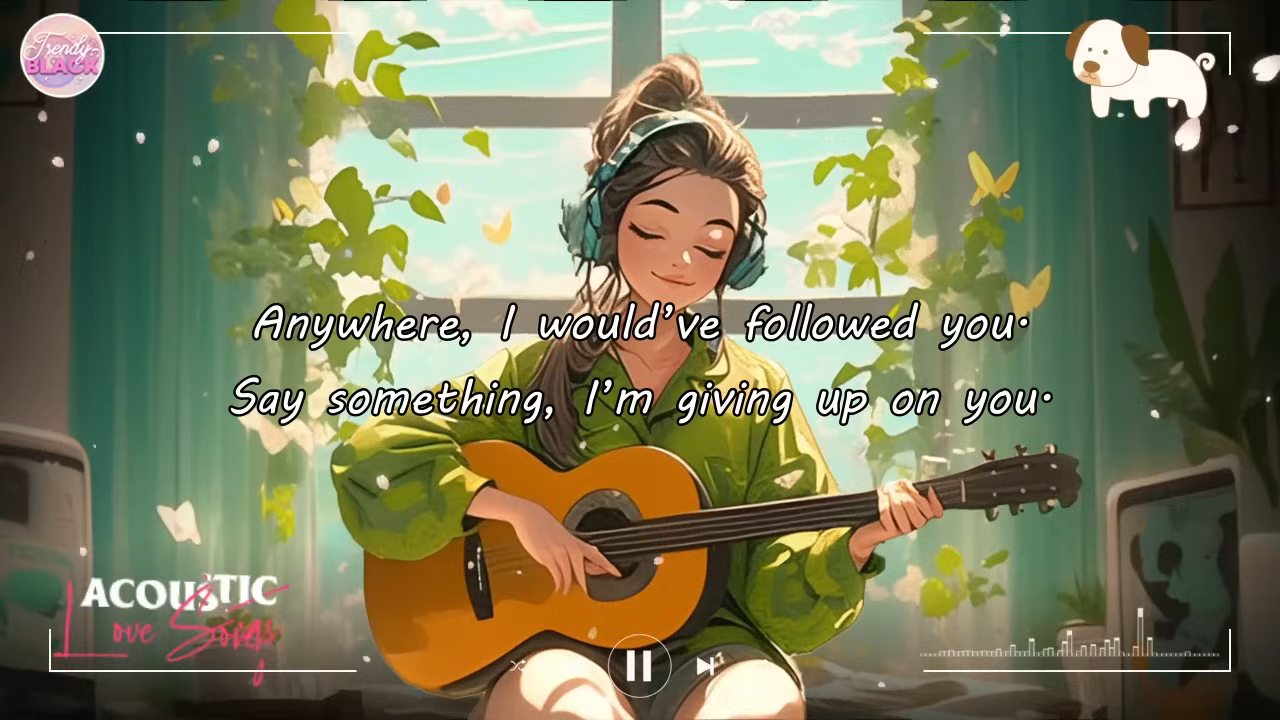 Trendy
BLACK
Anywhere, I would’ve followed you·
Say something, I’m giving up on you·
ACOUSTIC
Love Songs